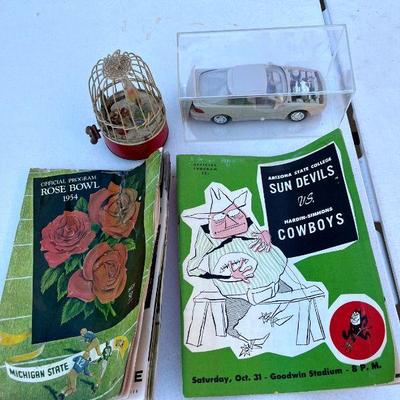 OFFICIAL PROGRAM
ROSE BOWL
1954
MICHIGAN STATE
OFFICIAL
PROGRAM
ARIZONA STATE COLLEGE
SUN DEVILS
VS.
HARDIN-SIMMONS
COWBOYS
Saturday, Oct. 31 - Goodwin Stadium - 8 P. M.